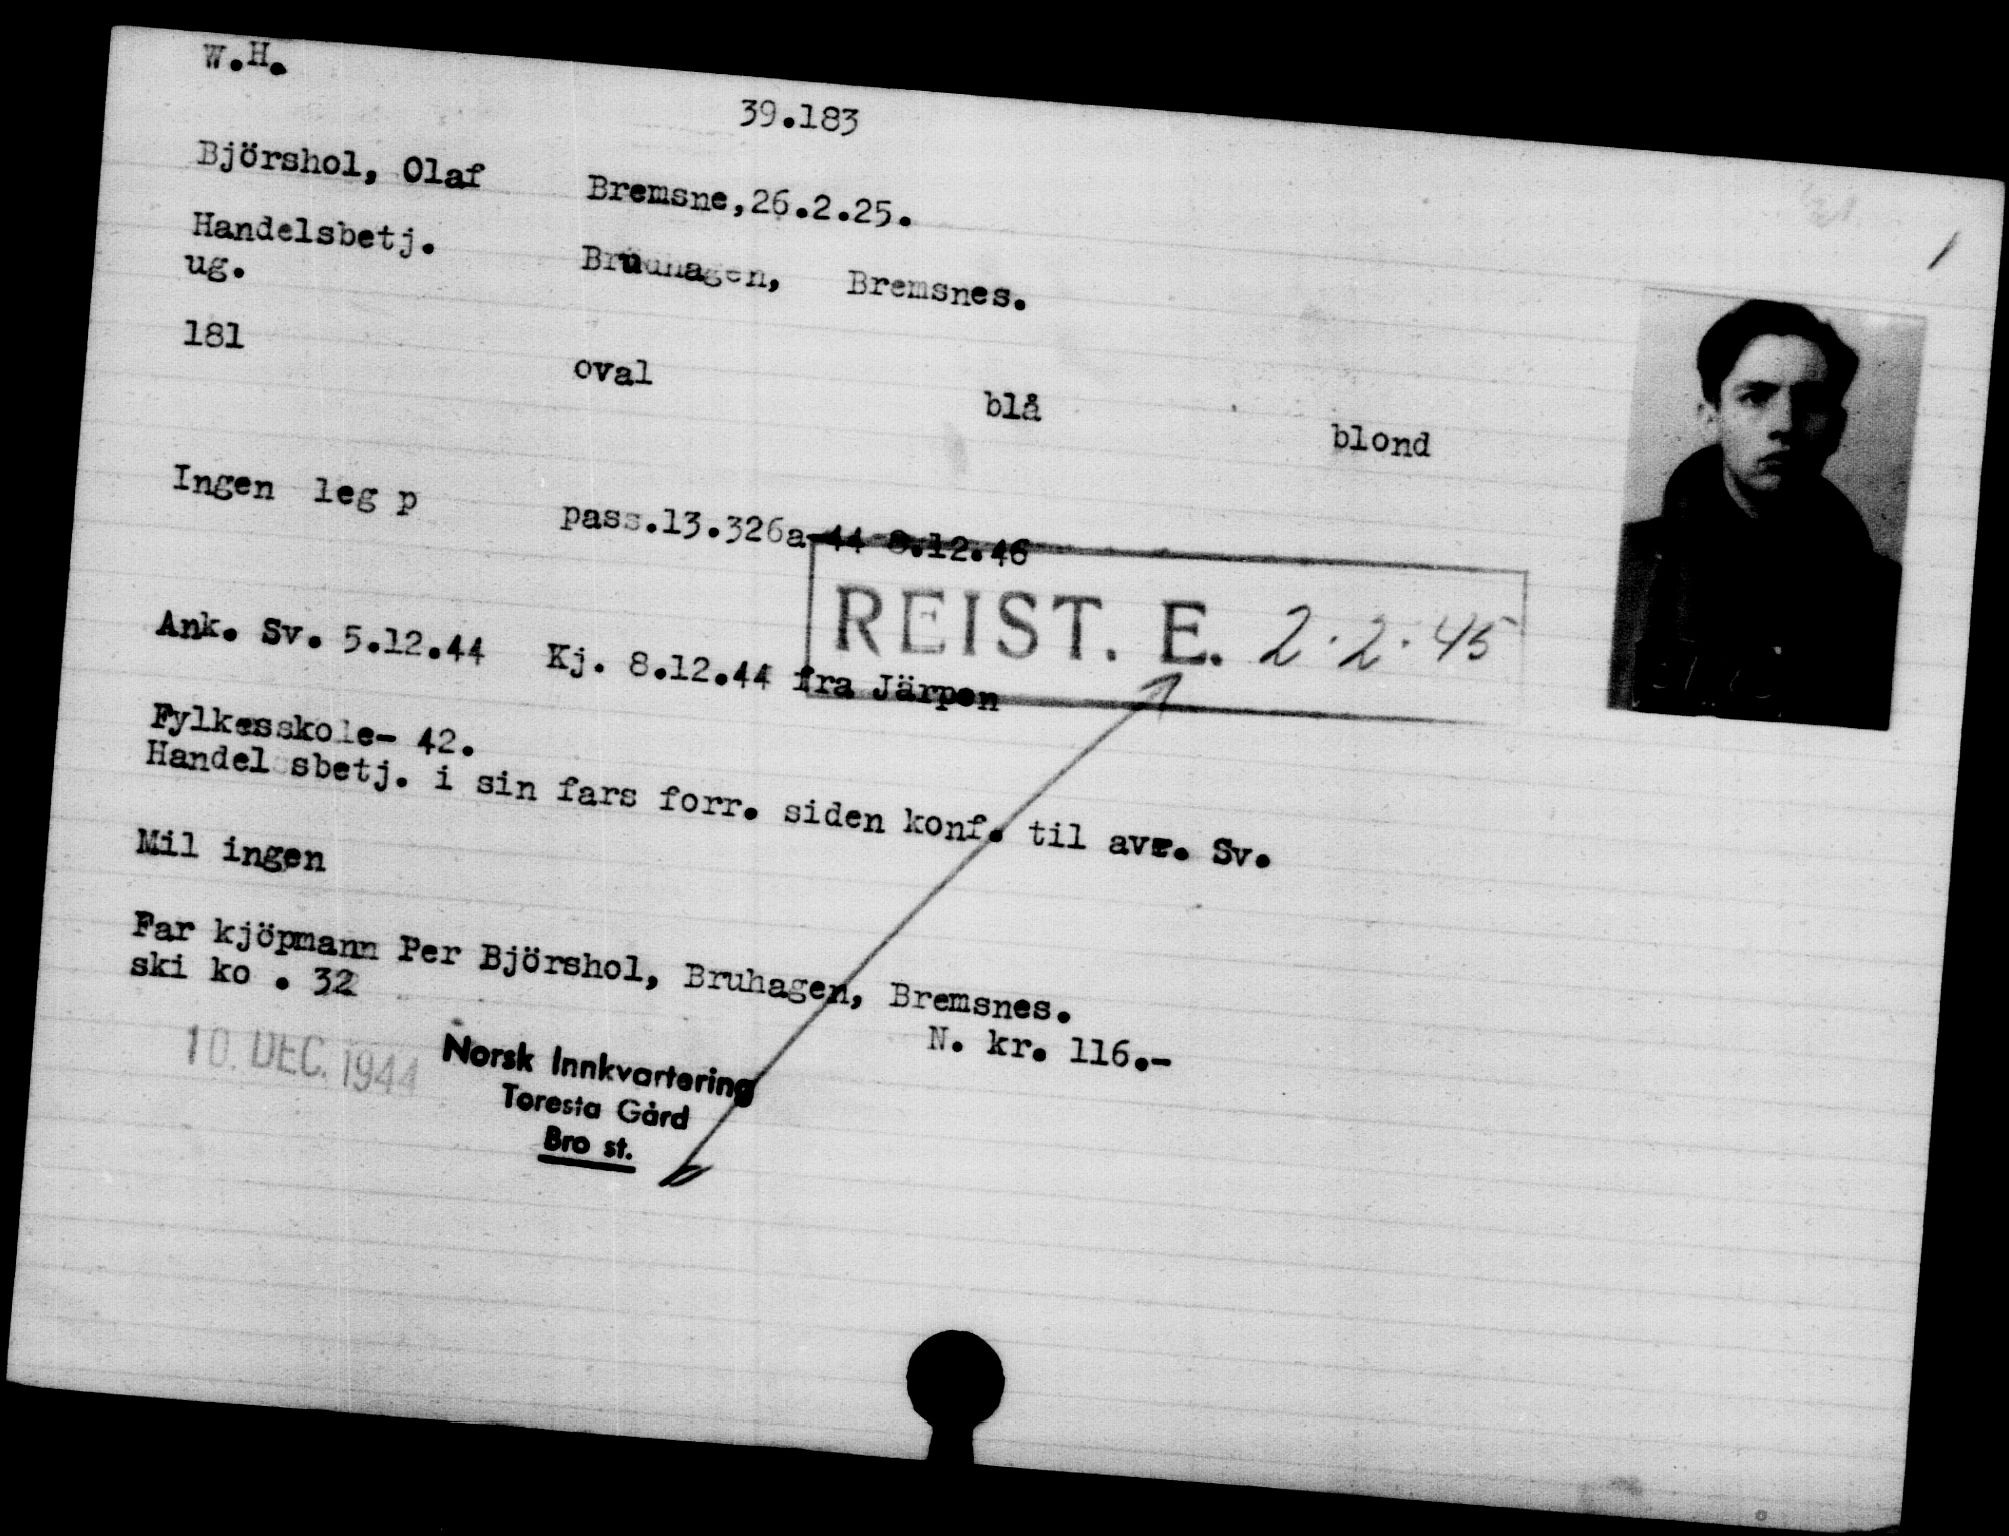 W.H.
39.183
Björshol, Olaf Bremsne,26.2.25.
Handelsbetj. Bruuhagen, Bremsnes.
ug.
181 oval blå blond
Ingen leg p pass.13.326a-44 8.12.46
REIST. E. 2.2.45
Ank. Sv. 5.12.44 Kj. 8.12.44 fra Järpen
Fylkesskole- 42.
Handelsbetj. i sin fars forr. siden konf. til avr. Sv.
Mil ingen
Far kjöpmann Per Björshol, Bruhagen, Bremsnes.
ski ko . 32 N. kr. 116.-
10. DEC. 1944
Norsk Innkvartering
Toresta Gård
Bro st.